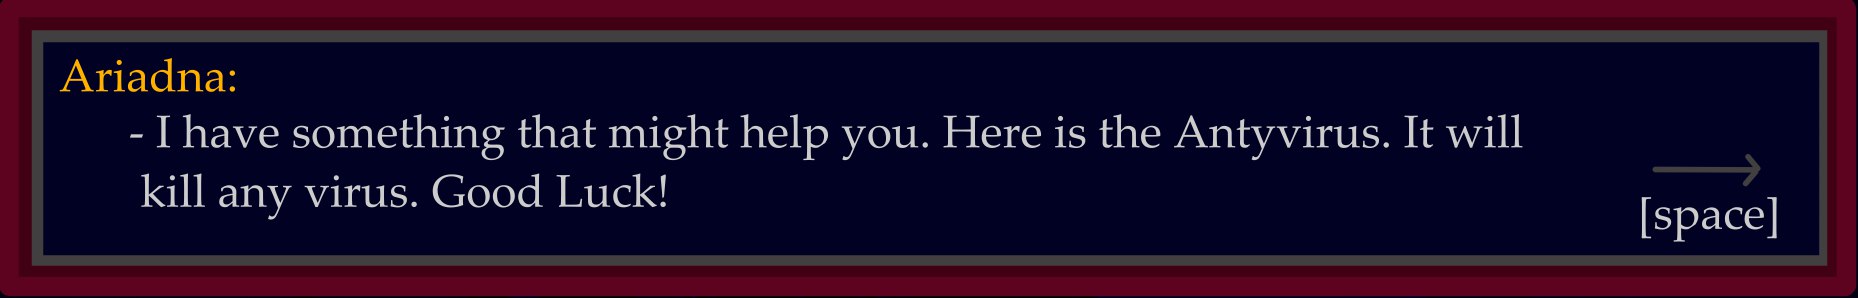 Ariadna:
- I have something that might help you. Here is the Antyvirus. It will
kill any virus. Good Luck!
[space]